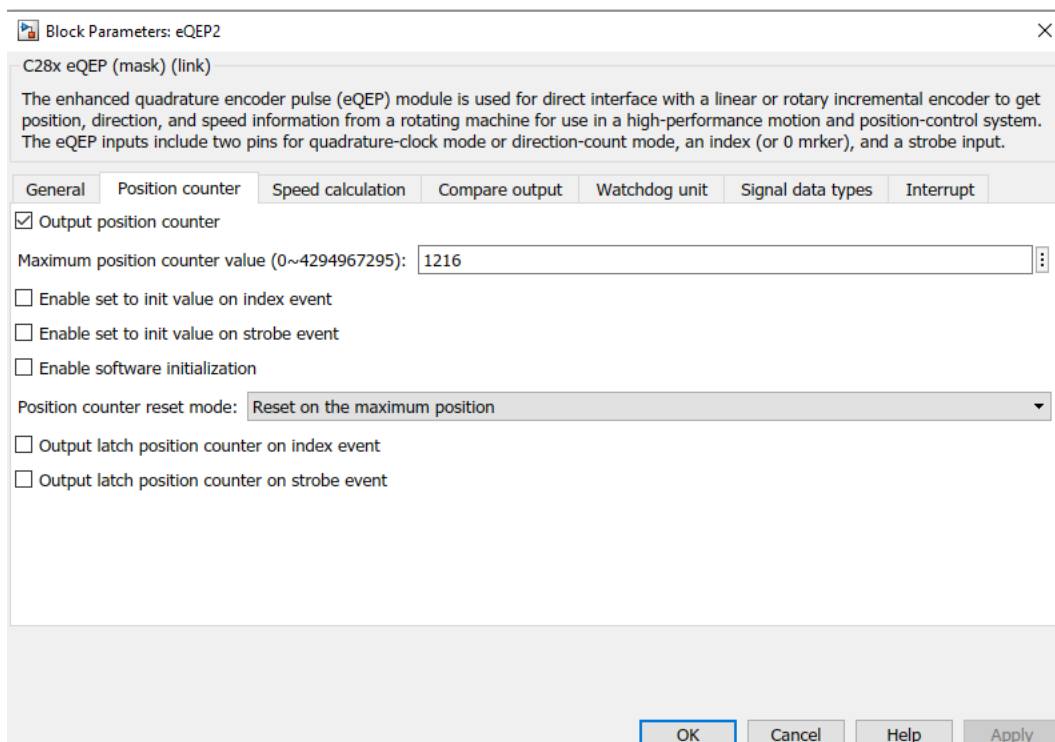 Block Parameters: eQEP2
C28x eQEP (mask) (link)
The enhanced quadrature encoder pulse (eQEP) module is used for direct interface with a linear or rotary incremental encoder to get
position, direction, and speed information from a rotating machine for use in a high-performance motion and position-control system.
The eQEP inputs include two pins for quadrature-clock mode or direction-count mode, an index (or 0 mrker), and a strobe input.
General Position counter Speed calculation Compare output Watchdog unit Signal data types Interrupt
Output position counter
Maximum position counter value (0~4294967295): 1216
Enable set to init value on index event
Enable set to init value on strobe event
Enable software initialization
Position counter reset mode: Reset on the maximum position
Output latch position counter on index event
Output latch position counter on strobe event
OK Cancel Help Apply